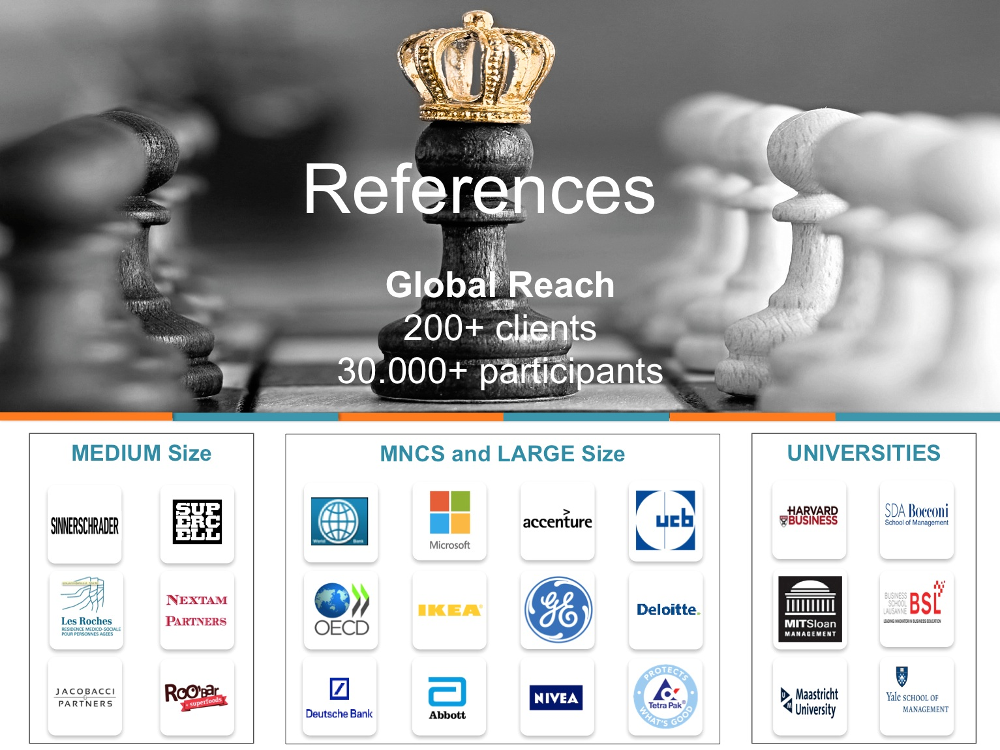 References
Global Reach
200+ clients
30.000+ participants
MEDIUM Size
SINNERSCHRADER
SUP
ERC
ELL
Les Roches
RESIDENCE MEDICO-SOCIALE
POUR PERSONNES AGEES
NEXTAM
PARTNERS
JACOBACCI
&
PARTNERS
ROO'BAR
+ superfoods
MNCS and LARGE Size
World Bank
Microsoft
accenture
>
ucb
OECD
IKEA®
GE
Deloitte.
Deutsche Bank
a
Abbott
NIVEA
PROTECTS
Tetra Pak®
WHAT'S GOOD
UNIVERSITIES
HARVARD
BUSINESS
SDA Bocconi
School of Management
MITSloan
MANAGEMENT
BUSINESS
SCHOOL
LAUSANNE
BSL
LEADING INNOVATOR IN BUSINESS EDUCATION
UM
Maastricht
University
Yale SCHOOL OF
MANAGEMENT